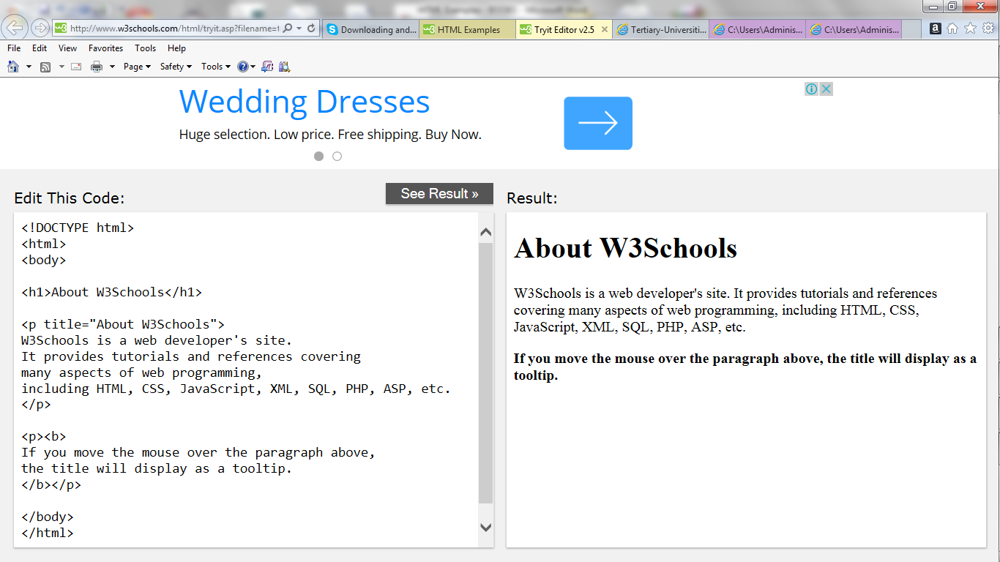 http://www.w3schools.com/html/tryit.asp?filename=t
Downloading and...
HTML Examples
Tryit Editor v2.5
Tertiary-Universiti...
C:\Users\Adminis...
C:\Users\Adminis...
File Edit View Favorites Tools Help
Page Safety Tools
Wedding Dresses
Huge selection. Low price. Free shipping. Buy Now.
Edit This Code:
See Result »
<!DOCTYPE html>
<html>
<body>
<h1>About W3Schools</h1>
<p title="About W3Schools">
W3Schools is a web developer's site.
It provides tutorials and references covering
many aspects of web programming,
including HTML, CSS, JavaScript, XML, SQL, PHP, ASP, etc.
</p>
<p><b>
If you move the mouse over the paragraph above,
the title will display as a tooltip.
</b></p>
</body>
</html>
Result:
About W3Schools
W3Schools is a web developer's site. It provides tutorials and references
covering many aspects of web programming, including HTML, CSS,
JavaScript, XML, SQL, PHP, ASP, etc.
If you move the mouse over the paragraph above, the title will display as a
tooltip.